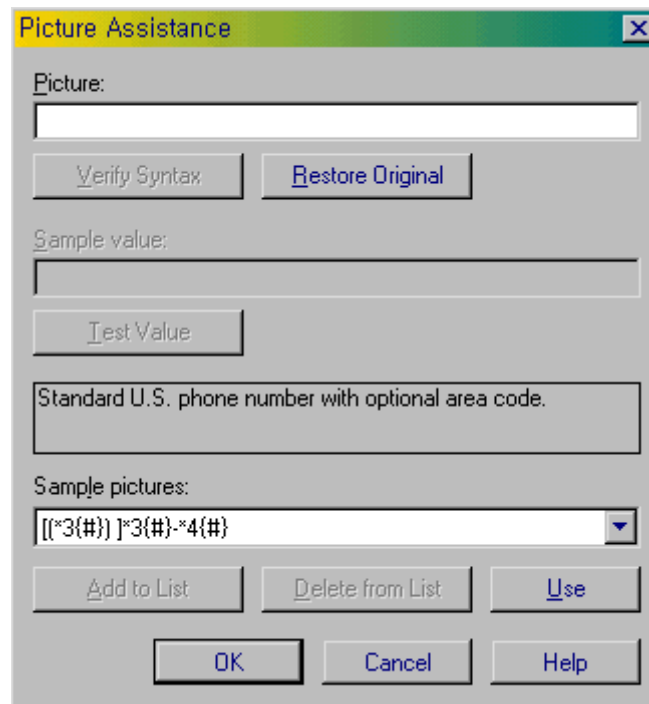 Picture Assistance
Picture:
Verify Syntax Restore Original
Sample value:
Test Value
Standard U.S. phone number with optional area code.
Sample pictures:
[(*3{#}) ]*3{#}-*4{#}
Add to List Delete from List Use
OK Cancel Help